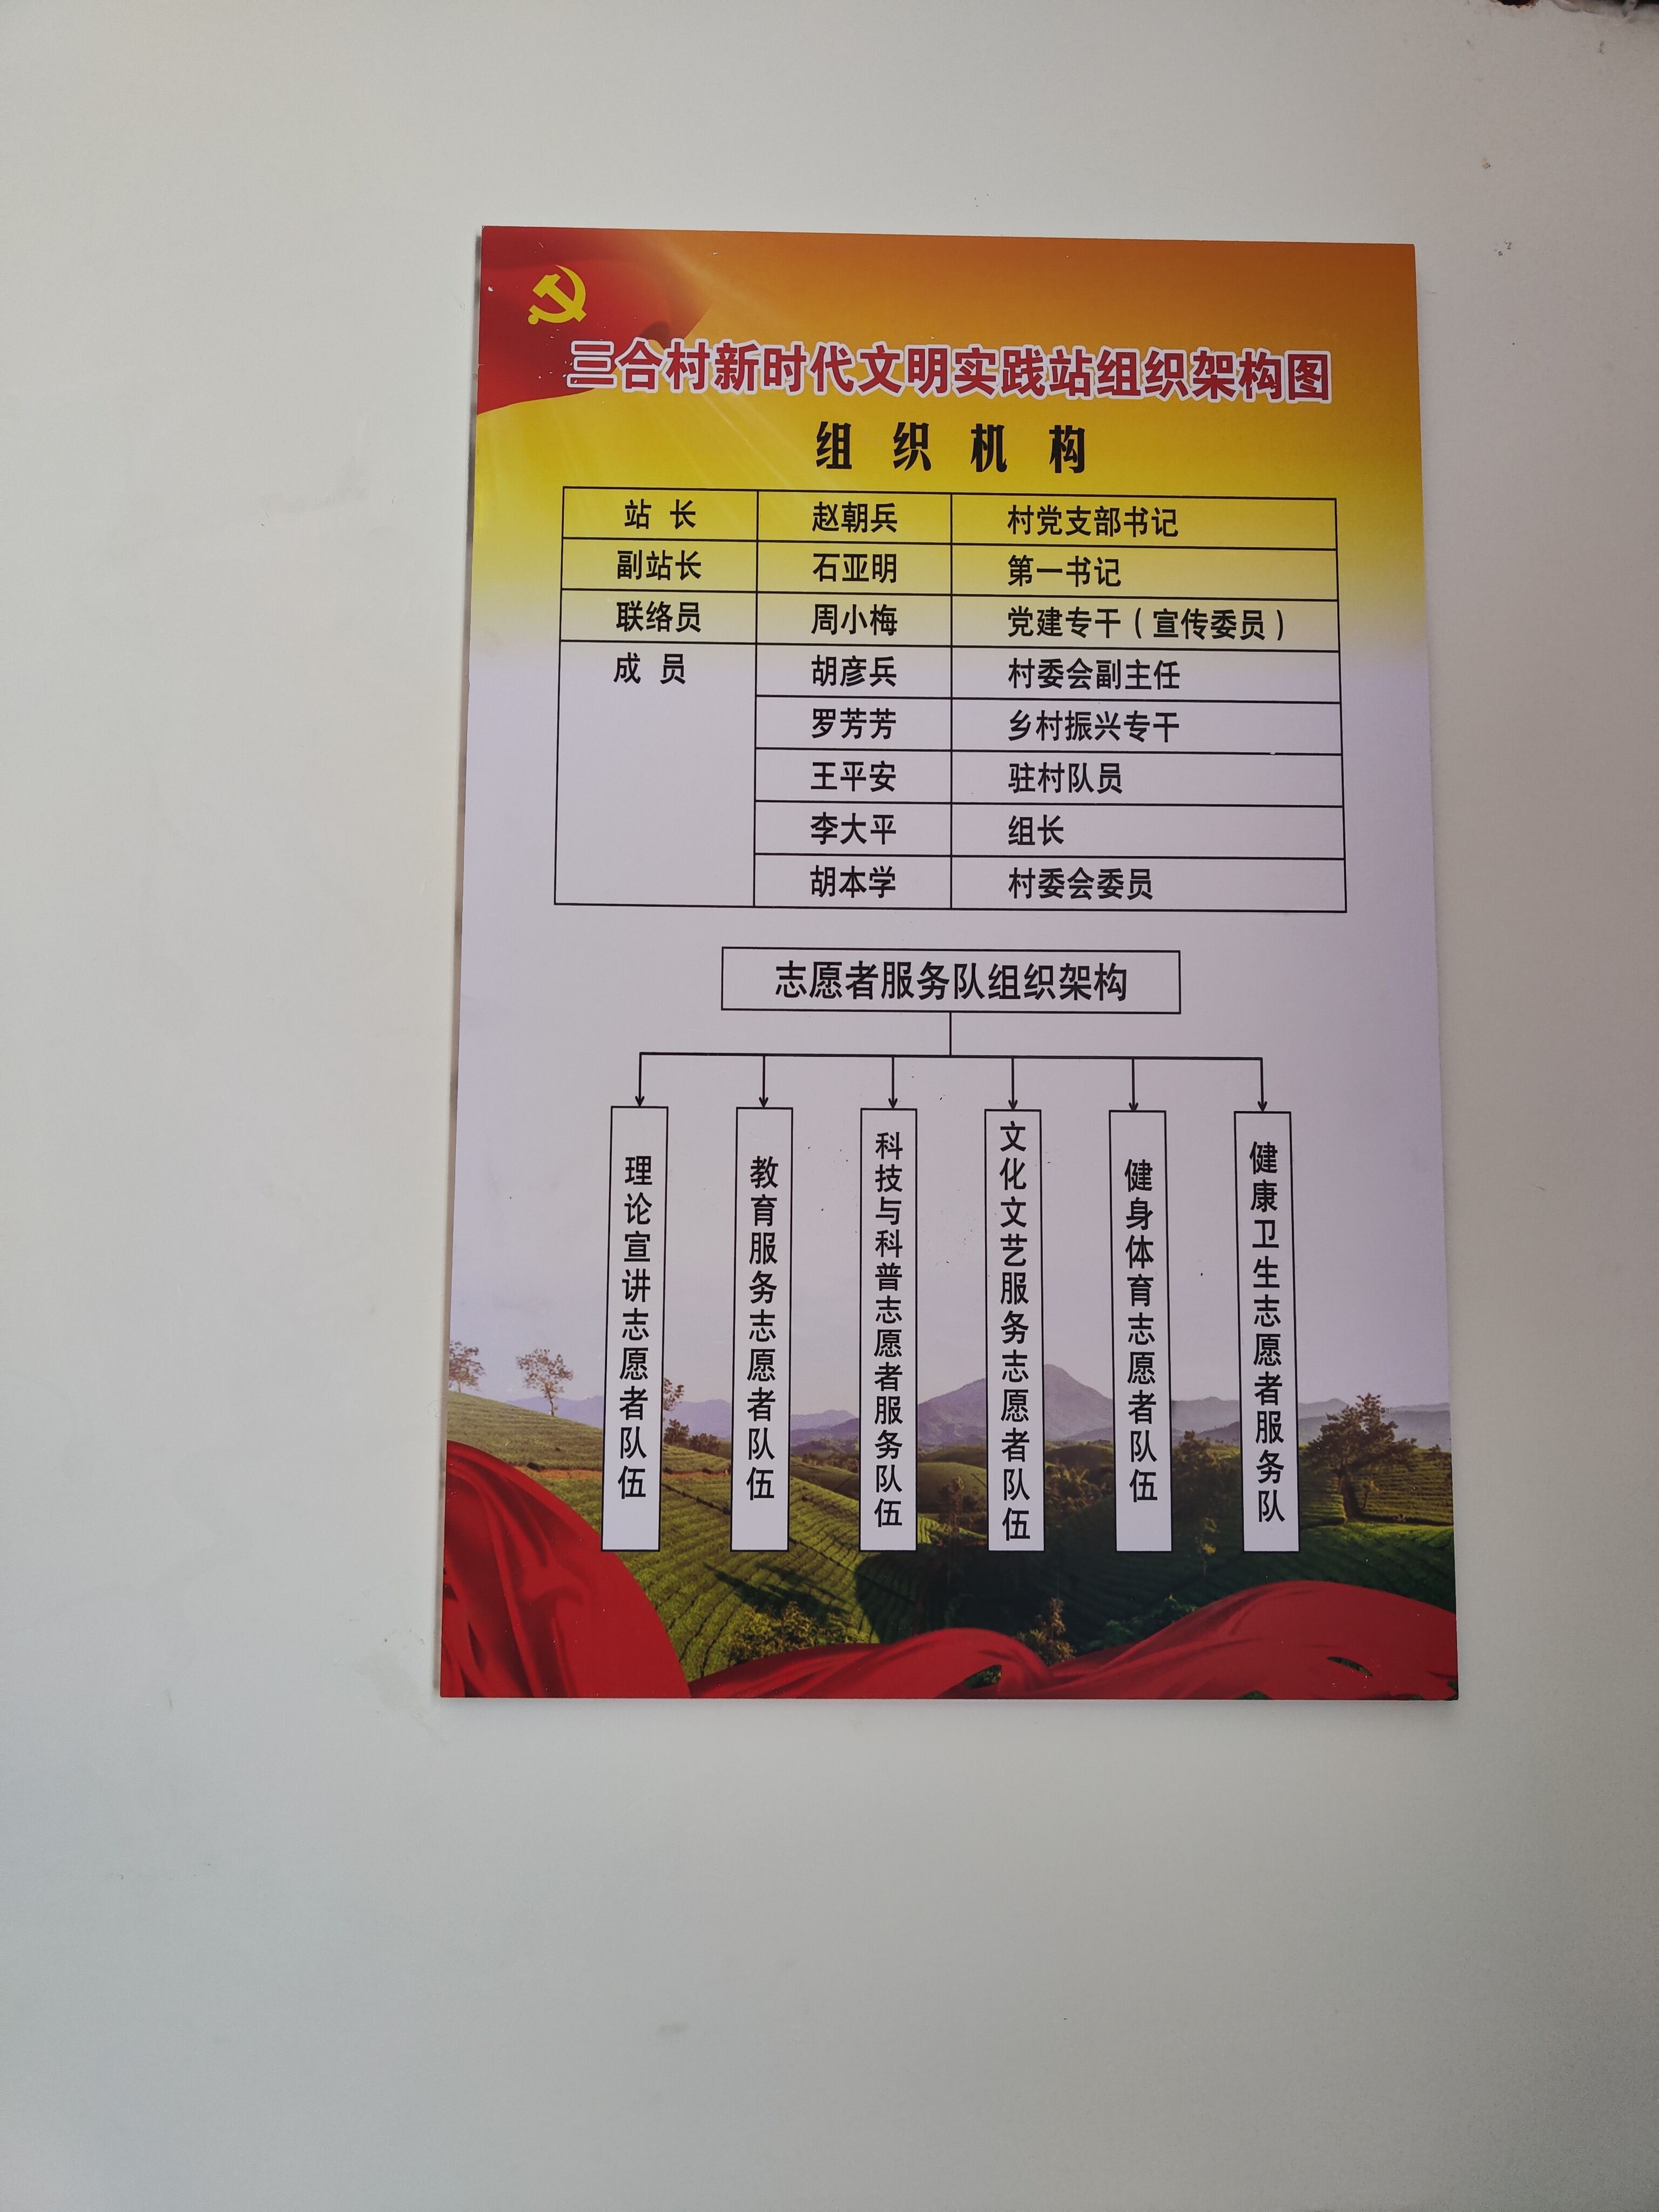 三合村新时代文明实践站组织架构图
组织机构
站长 赵朝兵 村党支部书记
副站长 石亚明 第一书记
联络员 周小梅 党建专干（宣传委员）
成员 胡彦兵 村委会副主任
罗芳芳 乡村振兴专干
王平安 驻村队员
李大平 组长
胡本学 村委会委员
志愿者服务队组织架构
理论宣讲志愿者队伍
教育服务志愿者队伍
科技与科普志愿者服务队伍
文化文艺服务志愿者队伍
健身体育志愿者队伍
健康卫生志愿者服务队